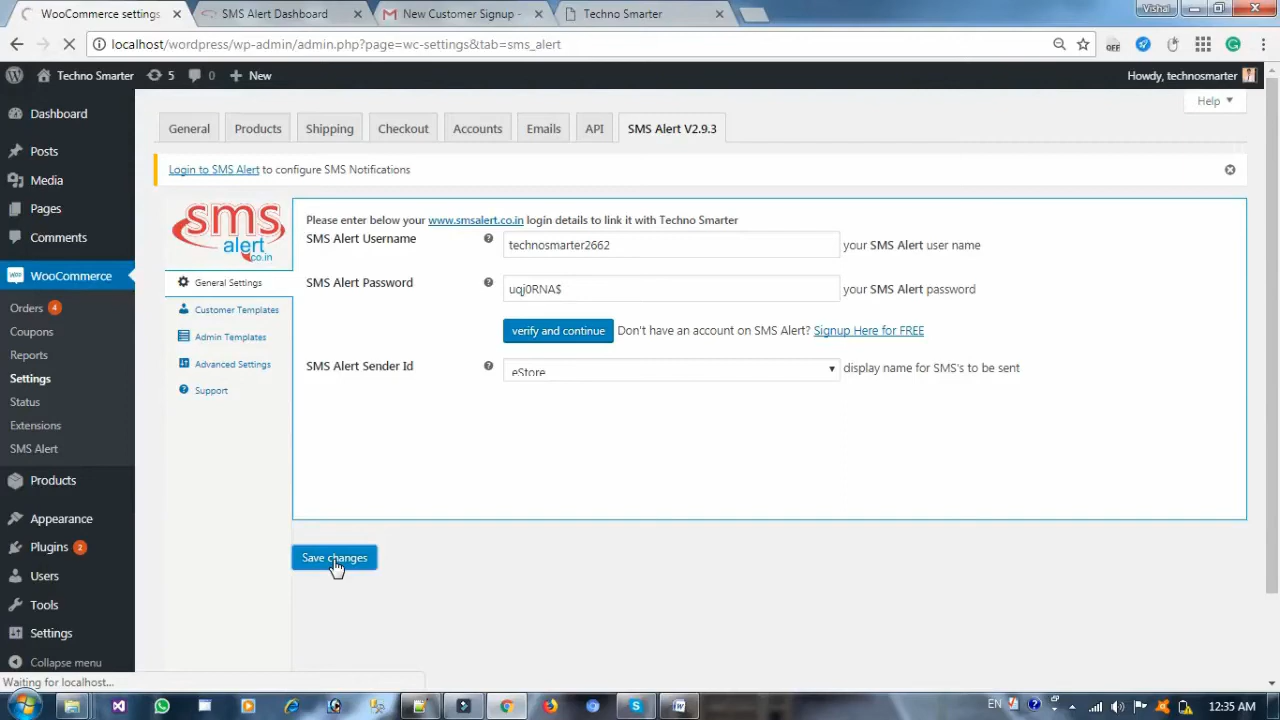 WooCommerce settings
SMS Alert Dashboard
New Customer Signup -
Techno Smarter
Vishal
localhost/wordpress/wp-admin/admin.php?page=wc-settings&tab=sms_alert
OFF
Techno Smarter
5
0
New
Howdy, technosmarter
Help
Dashboard
Posts
Media
Pages
Comments
WooCommerce
Orders 4
Coupons
Reports
Settings
Status
Extensions
SMS Alert
Products
Appearance
Plugins 2
Users
Tools
Settings
Collapse menu
General
Products
Shipping
Checkout
Accounts
Emails
API
SMS Alert V2.9.3
Login to SMS Alert to configure SMS Notifications
sms
alert
.co.in
General Settings
Customer Templates
Admin Templates
Advanced Settings
Support
Please enter below your www.smsalert.co.in login details to link it with Techno Smarter
SMS Alert Username
technosmarter2662
your SMS Alert user name
SMS Alert Password
uqj0RNA$
your SMS Alert password
verify and continue
Don't have an account on SMS Alert? Signup Here for FREE
SMS Alert Sender Id
eStore
display name for SMS's to be sent
Save changes
Waiting for localhost...
EN
12:35 AM